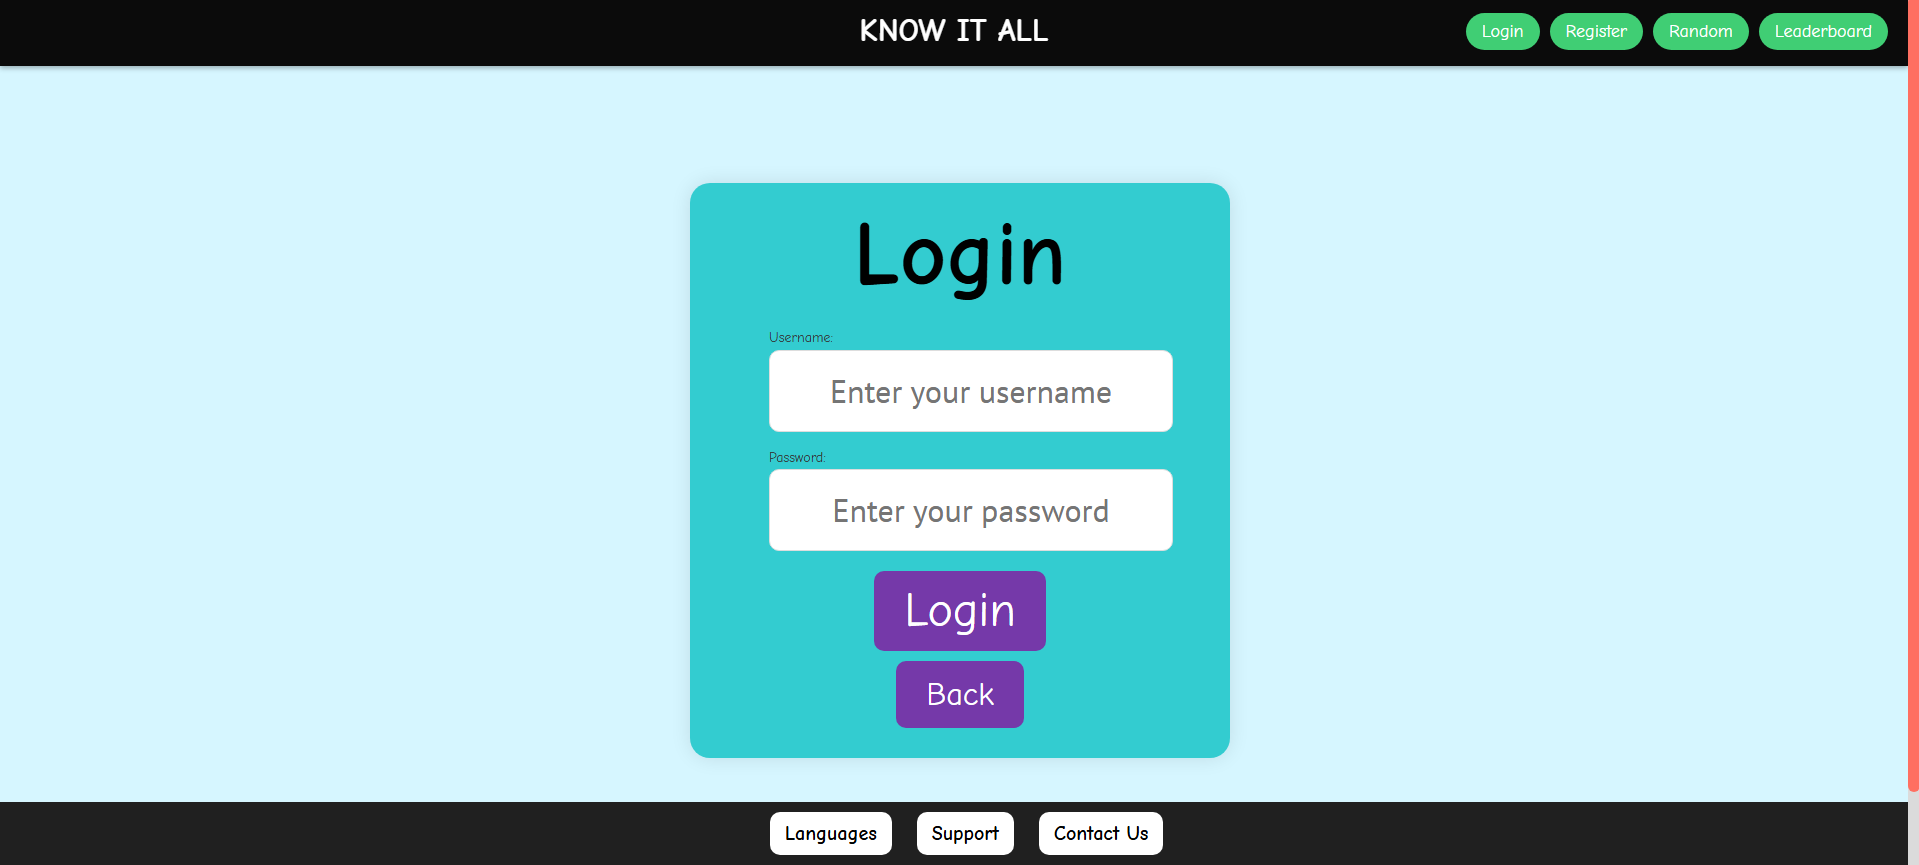 KNOW IT ALL
Login Register Random Leaderboard
Login
Username:
Enter your username
Password:
Enter your password
Login
Back
Languages Support Contact Us